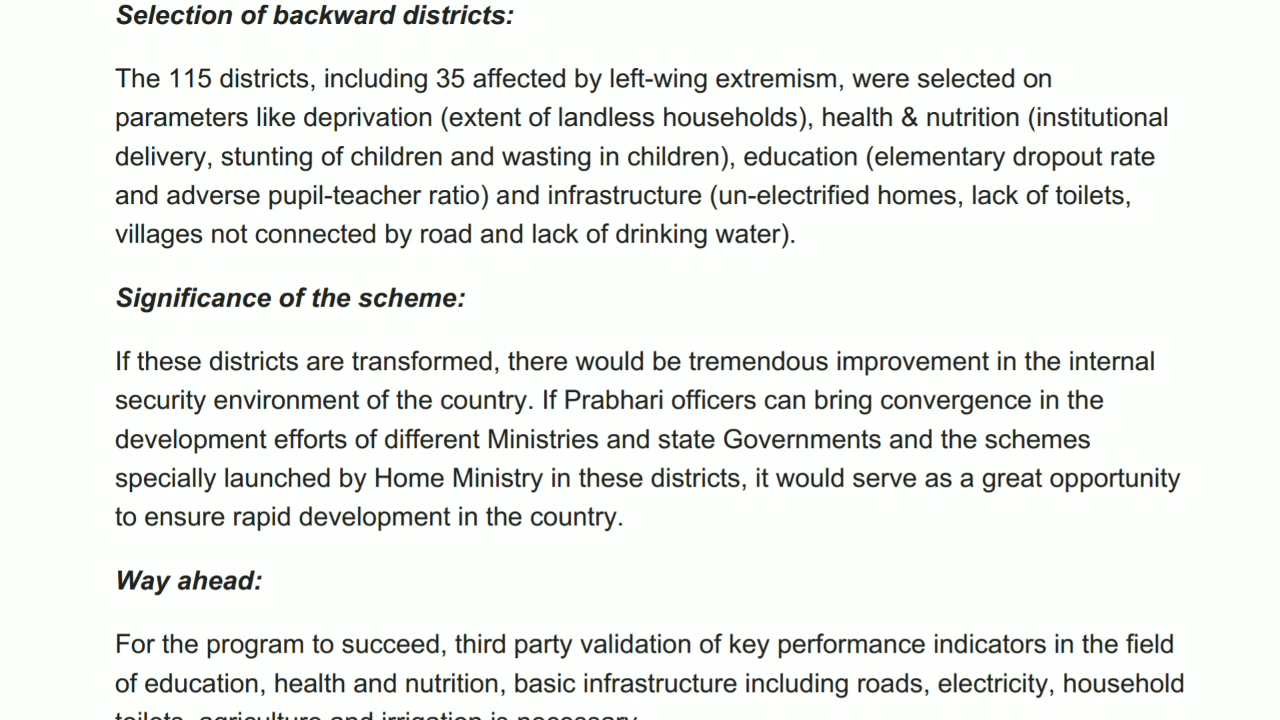 Selection of backward districts:
The 115 districts, including 35 affected by left-wing extremism, were selected on
parameters like deprivation (extent of landless households), health & nutrition (institutional
delivery, stunting of children and wasting in children), education (elementary dropout rate
and adverse pupil-teacher ratio) and infrastructure (un-electrified homes, lack of toilets,
villages not connected by road and lack of drinking water).
Significance of the scheme:
If these districts are transformed, there would be tremendous improvement in the internal
security environment of the country. If Prabhari officers can bring convergence in the
development efforts of different Ministries and state Governments and the schemes
specially launched by Home Ministry in these districts, it would serve as a great opportunity
to ensure rapid development in the country.
Way ahead:
For the program to succeed, third party validation of key performance indicators in the field
of education, health and nutrition, basic infrastructure including roads, electricity, household
toilets, agriculture and irrigation is necessary.